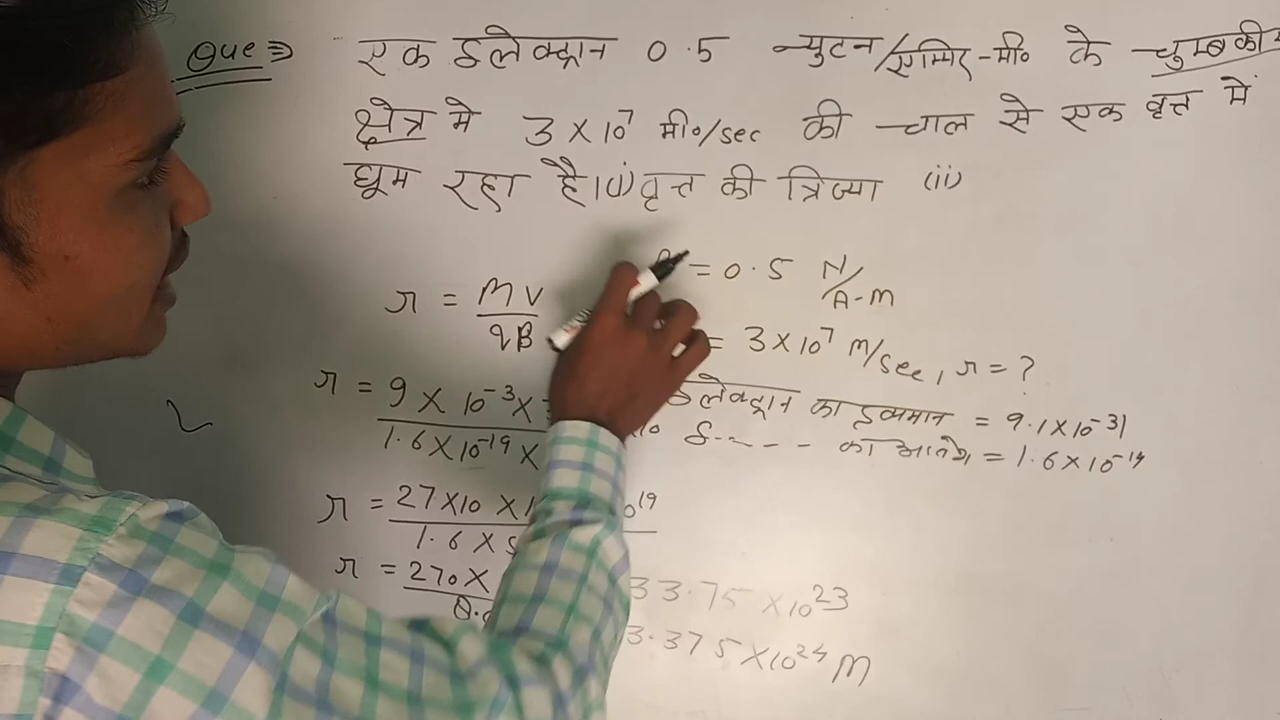 Que ⇒ एक इलेक्ट्रान 0.5 न्युटन/एम्पियर-मी० के चुम्बकीय
क्षेत्र मे 3 × 10⁷ मी०/sec की चाल से एक वृत्त में
घूम रहा है। (i) वृत्त की त्रिज्या (ii)
r = MV / qB
= 0.5 N/A-m
= 3 × 10⁷ M/sec, r = ?
r = 9 × 10⁻³ × / 1.6 × 10⁻¹⁹ ×
इलेक्ट्रान का द्रव्यमान = 9.1 × 10⁻³¹
इ---- का आवेश = 1.6 × 10⁻¹⁹
r = 27 × 10 × / 1.6 ×
r = 270 ×
33.75 × 10²³
3.375 × 10²⁴ M